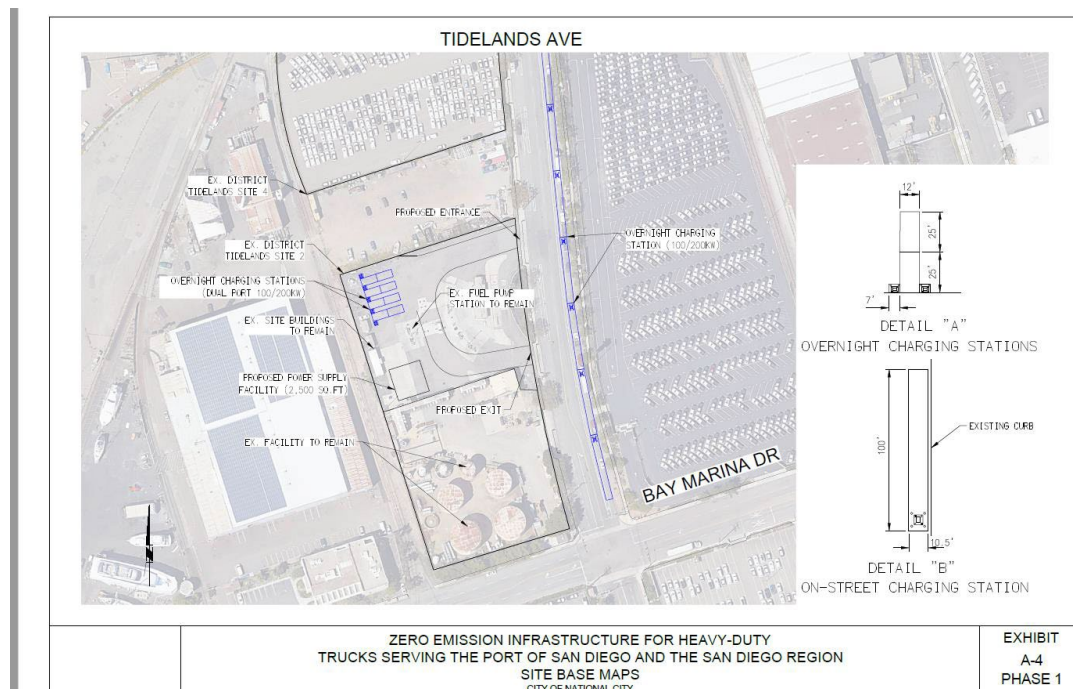 TIDELANDS AVE
EX. DISTRICT
TIDELANDS SITE 4
PROPOSED ENTRANCE
EX. DISTRICT
TIDELANDS SITE 2
OVERNIGHT CHARGING STATIONS
(DUAL PORT 100/200KW)
EX. FUEL PUMP
STATION TO REMAIN
EX. SITE BUILDINGS
TO REMAIN
PROPOSED POWER SUPPLY
FACILITY (2,500 SQ.FT)
PROPOSED EXIT
EX. FACILITY TO REMAIN
OVERNIGHT CHARGING
STATION (100/200KW)
BAY MARINA DR
N
12'
25'
25'
7'
DETAIL "A"
OVERNIGHT CHARGING STATIONS
EXISTING CURB
100'
10.5'
DETAIL "B"
ON-STREET CHARGING STATION
ZERO EMISSION INFRASTRUCTURE FOR HEAVY-DUTY
TRUCKS SERVING THE PORT OF SAN DIEGO AND THE SAN DIEGO REGION
SITE BASE MAPS
CITY OF NATIONAL CITY
EXHIBIT
A-4
PHASE 1